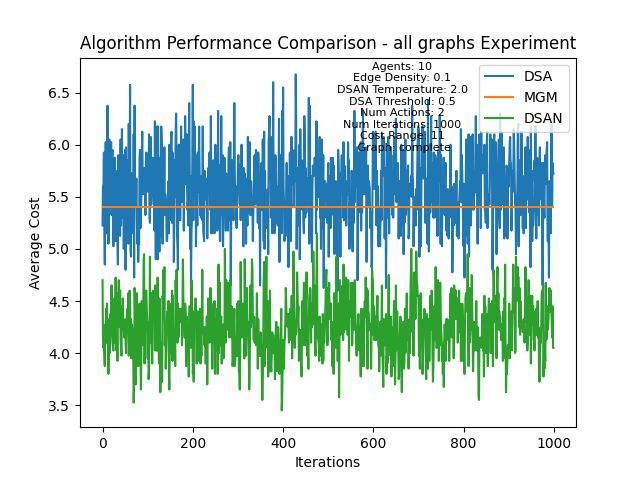 Algorithm Performance Comparison - all graphs Experiment
Agents: 10
Edge Density: 0.1
DSAN Temperature: 2.0
DSA Threshold: 0.5
Num Actions: 2
Num Iterations: 1000
Cost Range: 11
Graph: complete
DSA
MGM
DSAN
Average Cost
6.5
6.0
5.5
5.0
4.5
4.0
3.5
0
200
400
600
800
1000
Iterations